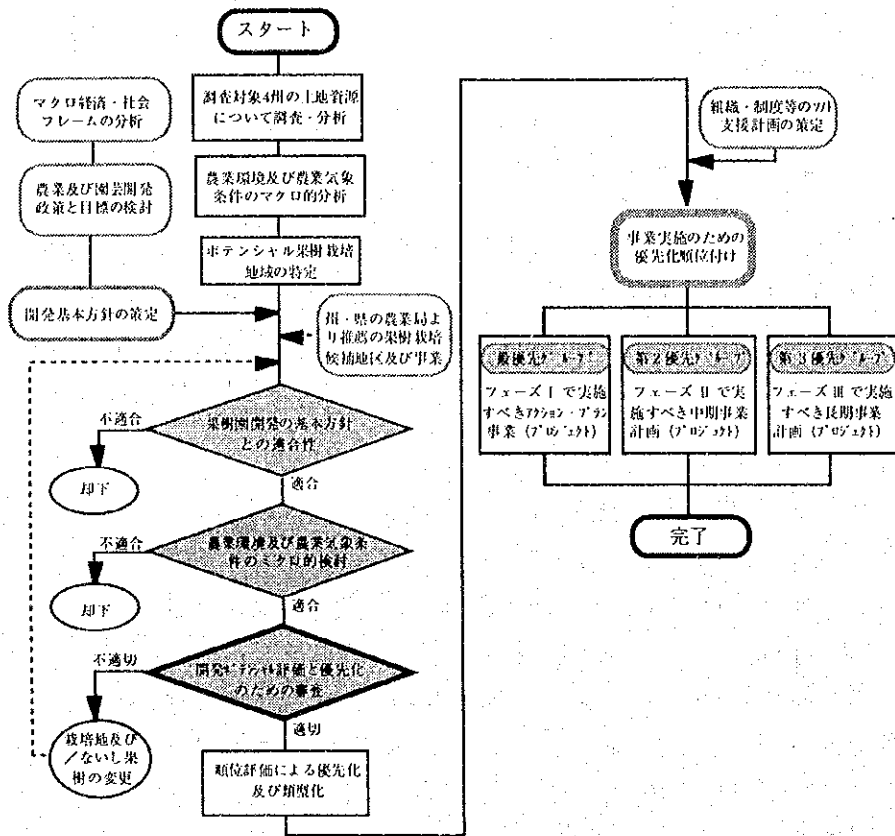 スタート
マクロ経済・社会
フレームの分析
調査対象4州の土地資源
について調査・分析
農業及び園芸開発
政策と目標の検討
農業環境及び農業気象
条件のマクロ的分析
ポテンシャル果樹栽培
地域の特定
開発基本方針の策定
州・県の農業局よ
り推薦の果樹栽培
候補地区及び事業
不適合
果樹園開発の基本方針
との適合性
却下
適合
不適合
農業環境及び農業気象条
件のミクロ的検討
却下
適合
不適切
開発ポテンシャル評価と優先化
のための審査
適切
栽培地及び
/ないし果
樹の変更
順位評価による優先化
及び類型化
組織・制度等のソフト
支援計画の策定
事業実施のための
優先化順位付け
最優先グループ
フェーズ I で実施
すべきアクション・プラン
事業 (プロジェクト)
第2優先グループ
フェーズ II で実
施すべき中期事業
計画 (プロジェクト)
第3優先グループ
フェーズ III で実施
すべき長期事業
計画 (プロジェクト)
完了